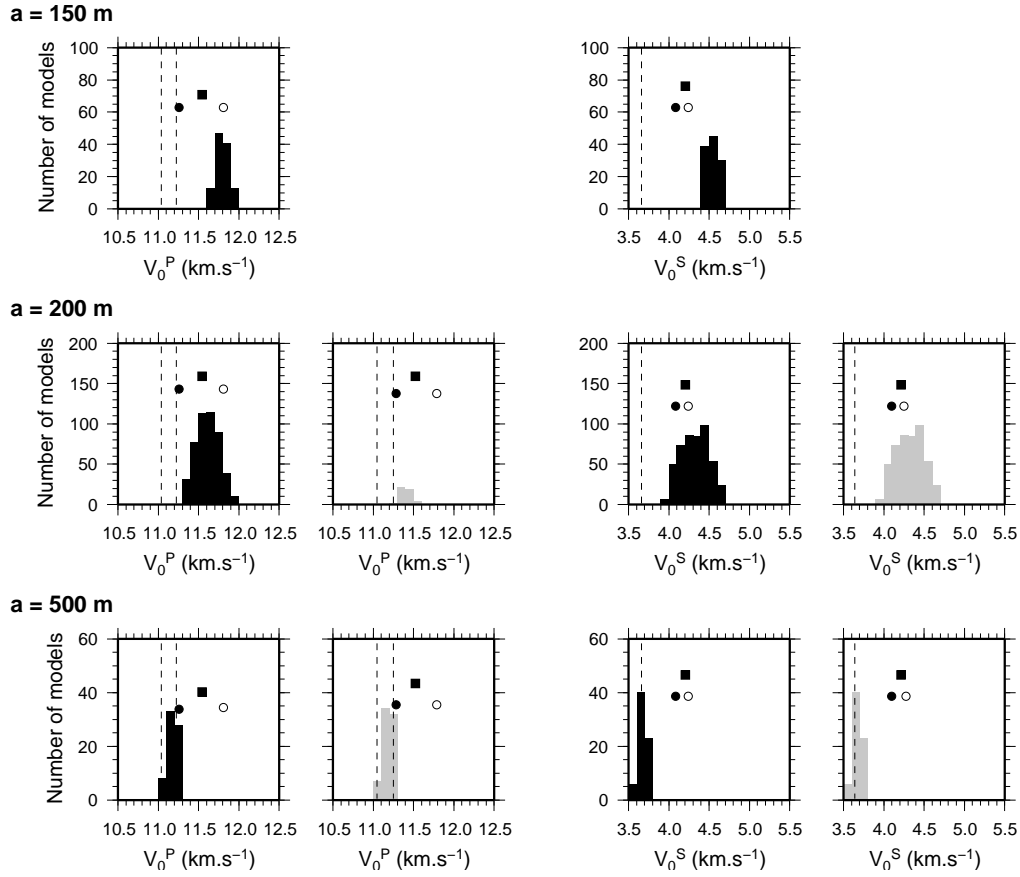 a = 150 m
Number of models
100
80
60
40
20
0
10.5 11.0 11.5 12.0 12.5
V₀ᴾ (km.s⁻¹)
100
80
60
40
20
0
3.5 4.0 4.5 5.0 5.5
V₀ˢ (km.s⁻¹)
a = 200 m
Number of models
200
150
100
50
0
10.5 11.0 11.5 12.0 12.5
V₀ᴾ (km.s⁻¹)
10.5 11.0 11.5 12.0 12.5
V₀ᴾ (km.s⁻¹)
200
150
100
50
0
3.5 4.0 4.5 5.0 5.5
V₀ˢ (km.s⁻¹)
3.5 4.0 4.5 5.0 5.5
V₀ˢ (km.s⁻¹)
a = 500 m
Number of models
60
40
20
0
10.5 11.0 11.5 12.0 12.5
V₀ᴾ (km.s⁻¹)
10.5 11.0 11.5 12.0 12.5
V₀ᴾ (km.s⁻¹)
60
40
20
0
3.5 4.0 4.5 5.0 5.5
V₀ˢ (km.s⁻¹)
3.5 4.0 4.5 5.0 5.5
V₀ˢ (km.s⁻¹)